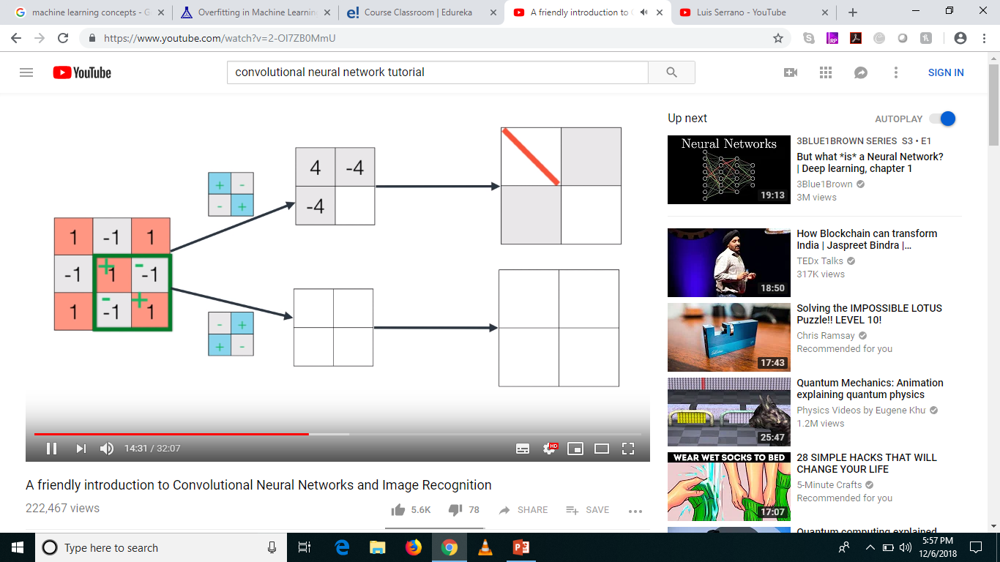 machine learning concepts - G
Overfitting in Machine Learnin
Course Classroom | Edureka
A friendly introduction to C
Luis Serrano - YouTube
https://www.youtube.com/watch?v=2-OI7ZB0MmU
YouTube
convolutional neural network tutorial
SIGN IN
4 -4
-4
+ -
- +
1 -1 1
-1 1 -1
+ -
1 -1 1
- +
- +
+ -
14:31 / 32:07
HD
A friendly introduction to Convolutional Neural Networks and Image Recognition
222,467 views
5.6K
78
SHARE
SAVE
Up next
AUTOPLAY
Neural Networks
19:13
3BLUE1BROWN SERIES S3 • E1
But what *is* a Neural Network?
| Deep learning, chapter 1
3Blue1Brown
3M views
18:50
How Blockchain can transform
India | Jaspreet Bindra |...
TEDx Talks
317K views
17:43
Solving the IMPOSSIBLE LOTUS
Puzzle!! LEVEL 10!
Chris Ramsay
Recommended for you
25:47
Quantum Mechanics: Animation
explaining quantum physics
Physics Videos by Eugene Khu
1.2M views
WEAR WET SOCKS TO BED
17:07
28 SIMPLE HACKS THAT WILL
CHANGE YOUR LIFE
5-Minute Crafts
Recommended for you
Quantum computing explained
Type here to search
5:57 PM
12/6/2018